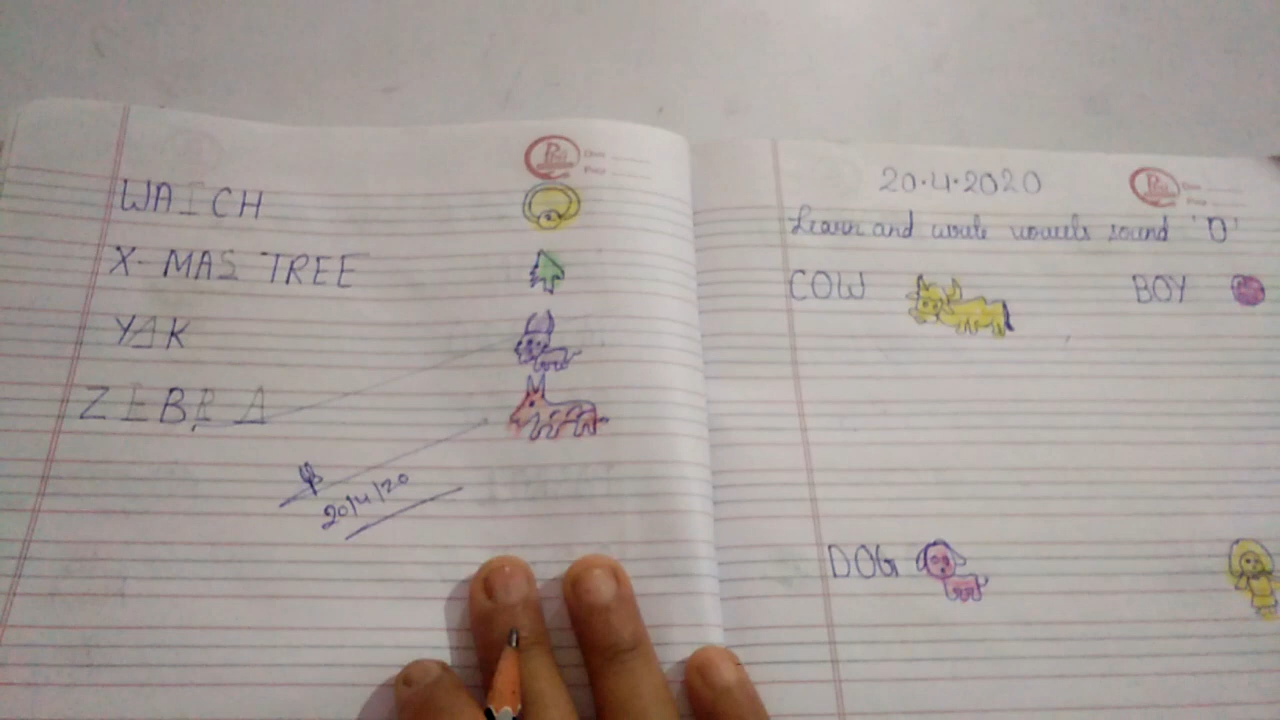 WATCH
X-MAS TREE
YAK
ZEBRA
20/4/20
20.4.2020
Learn and write vowels sound 'O'
COW BOY
DOG